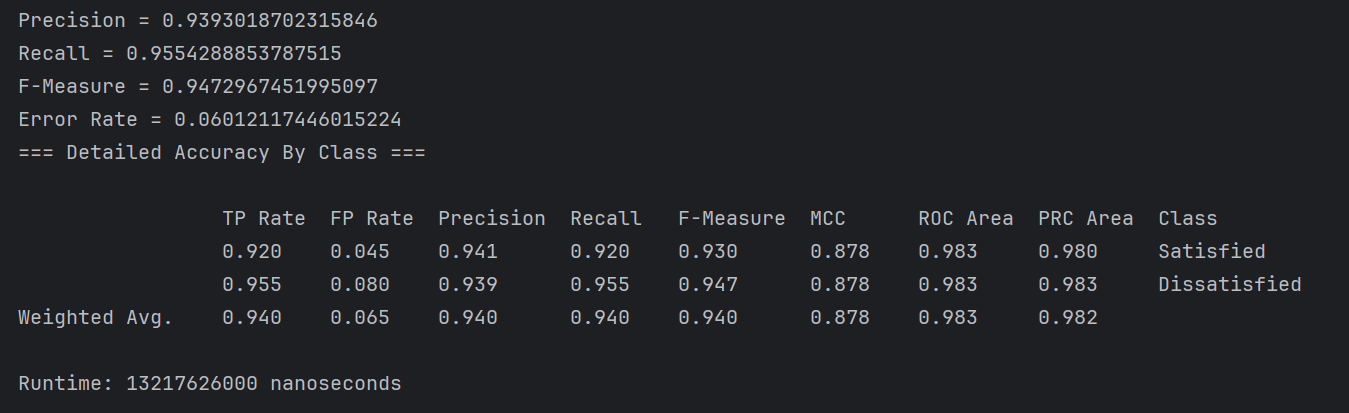 Precision = 0.9393018702315846
Recall = 0.9554288853787515
F-Measure = 0.9472967451995097
Error Rate = 0.06012117446015224
=== Detailed Accuracy By Class ===
TP Rate  FP Rate  Precision  Recall   F-Measure  MCC      ROC Area  PRC Area  Class
0.920    0.045    0.941      0.920    0.930      0.878    0.983     0.980     Satisfied
0.955    0.080    0.939      0.955    0.947      0.878    0.983     0.983     Dissatisfied
Weighted Avg.    0.940    0.065    0.940      0.940    0.940      0.878    0.983     0.982
Runtime: 13217626000 nanoseconds